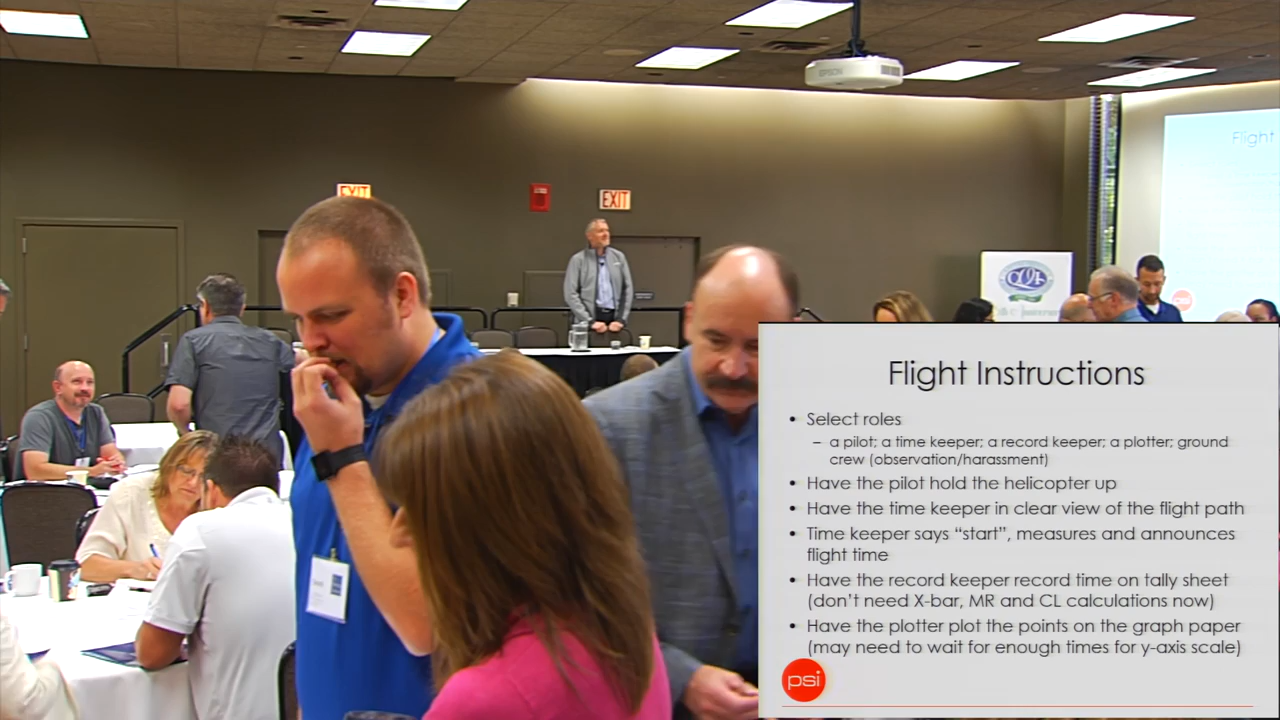 EPSON
Flight
EXIT
EXIT
Flight Instructions
• Select roles
– a pilot; a time keeper; a record keeper; a plotter; ground
crew (observation/harassment)
• Have the pilot hold the helicopter up
• Have the time keeper in clear view of the flight path
• Time keeper says “start”, measures and announces
flight time
• Have the record keeper record time on tally sheet
(don’t need X-bar, MR and CL calculations now)
• Have the plotter plot the points on the graph paper
(may need to wait for enough times for y-axis scale)
psi